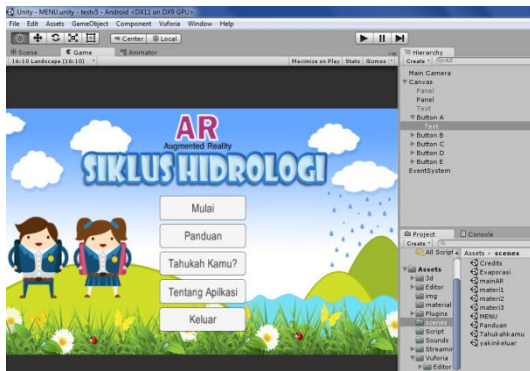 Unity - MENU.unity - testv5 - Android <DX11 on DX9 GPU>
File Edit Assets GameObject Component Vuforia Window Help
Center Local
Scene Game Animator
16:10 Landscape (16:10) Maximize on Play Stats Gizmos
AR
Augmented Reality
SIKLUS HIDROLOGI
Mulai
Panduan
Tahukah Kamu?
Tentang Apilkasi
Keluar
Hierarchy
Create All
Main Camera
Canvas
Panel
Panel
Text
Button A
Text
Button B
Button C
Button D
Button E
EventSystem
Project Console
Create
All Script
Assets
3d
Editor
img
material
Plugins
scenes
Script
Sounds
Streamin
Vuforia
Editor
Assets scenes
Credits
Evaporasi
mainAR
materi1
materi2
materi3
MENU
Panduan
Tahukahkamu
yakinkeluar